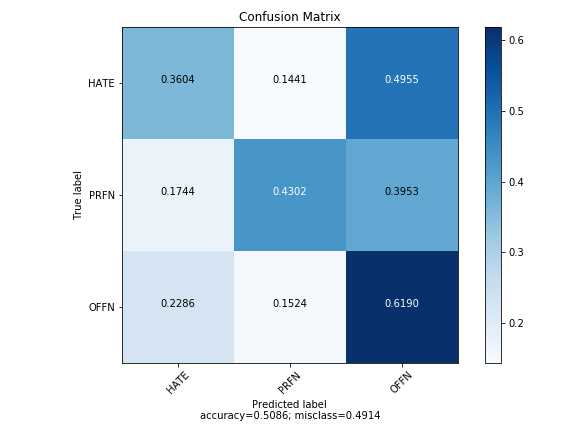 Confusion Matrix
HATE
0.3604
0.1441
0.4955
PRFN
0.1744
0.4302
0.3953
OFFN
0.2286
0.1524
0.6190
True label
HATE
PRFN
OFFN
Predicted label
accuracy=0.5086; misclass=0.4914
0.6
0.5
0.4
0.3
0.2